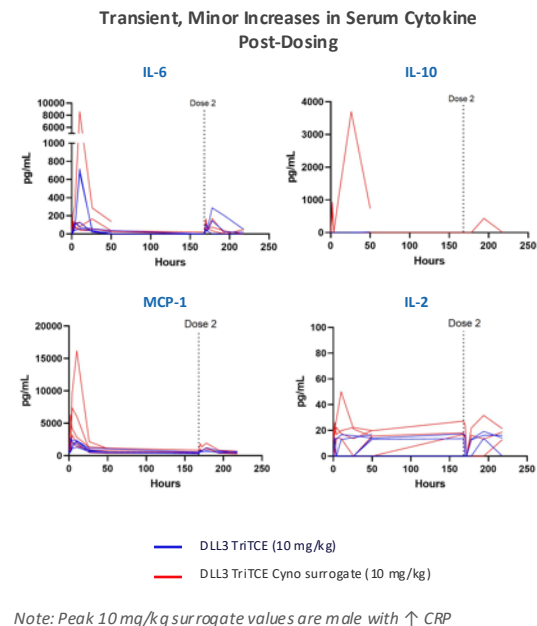 Transient, Minor Increases in Serum Cytokine
Post-Dosing
IL-6
IL-10
10000
8000
6000
1000
800
600
400
200
0
pg/mL
Dose 2
0 50 100 150 200 250
Hours
4000
3000
2000
1000
0
pg/mL
Dose 2
0 50 100 150 200 250
Hours
MCP-1
IL-2
20000
15000
10000
5000
0
pg/mL
Dose 2
0 50 100 150 200 250
Hours
100
80
60
40
20
0
pg/mL
Dose 2
0 50 100 150 200 250
Hours
DLL3 TriTCE (10 mg/kg)
DLL3 TriTCE Cyno surrogate (10 mg/kg)
Note: Peak 10 mg/kg surrogate values are male with ↑ CRP